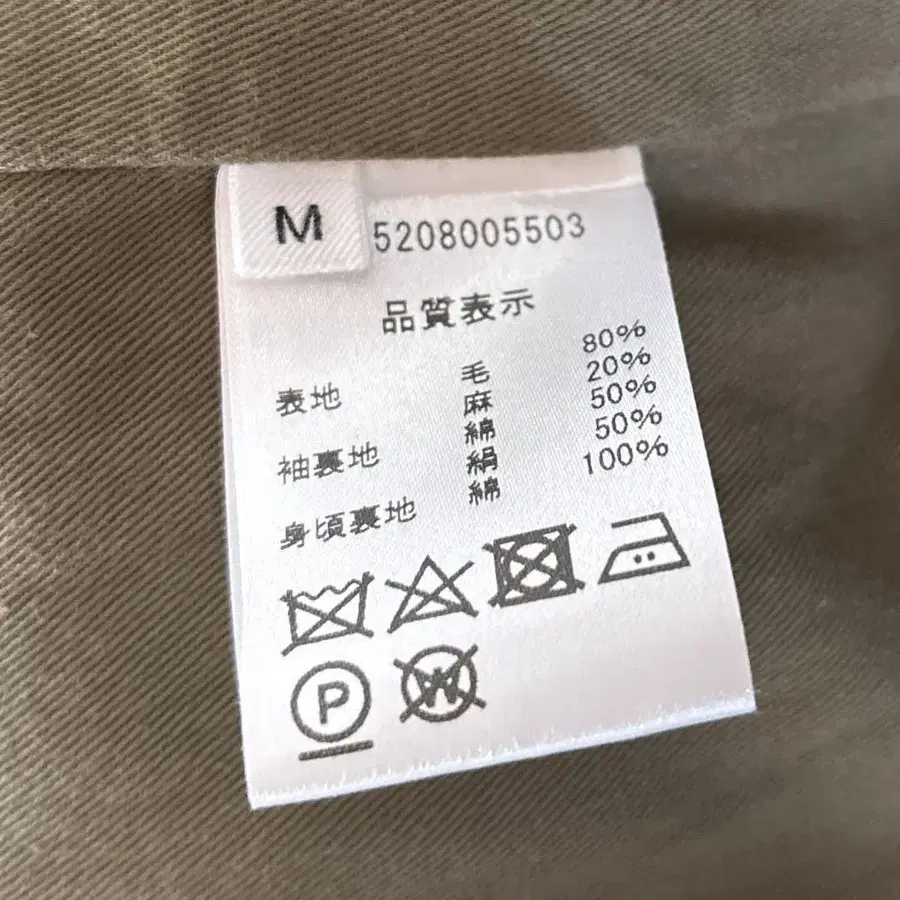 M
5208005503
品質表示
表地 毛 80%
麻 20%
袖裏地 綿 50%
絹 50%
身頃裏地 綿 100%
P W